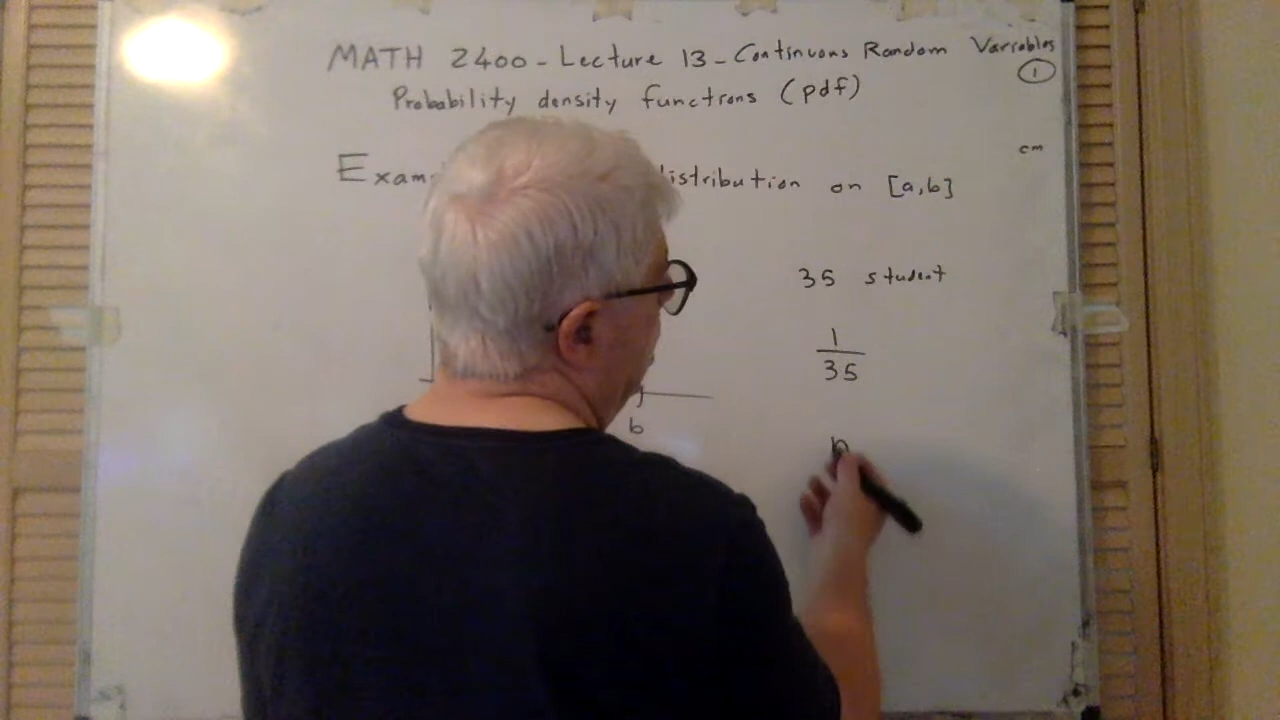 MATH 2400 - Lecture 13 - Continuous Random Variables
1
Probability density functions (pdf)
cm
Exam distribution on [a,b]
35 student
1
35
b
n